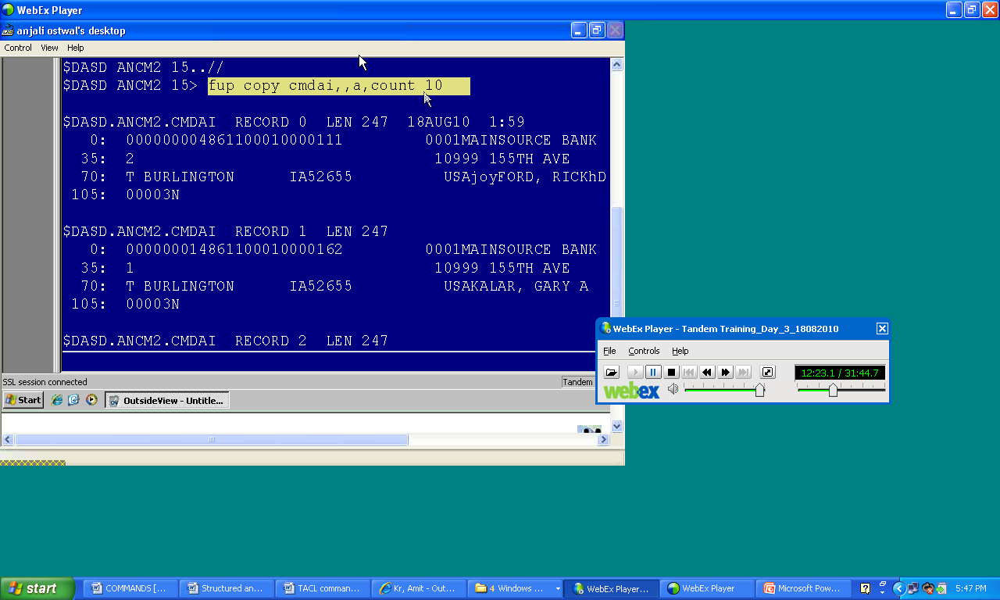 WebEx Player
anjali ostwal's desktop
Control View Help
$DASD ANCM2 15..//
$DASD ANCM2 15> fup copy cmdai,,a,count 10
$DASD.ANCM2.CMDAI RECORD 0 LEN 247 18AUG10 1:59
0: 000000004861100010000111 0001MAINSOURCE BANK
35: 2 10999 155TH AVE
70: T BURLINGTON IA52655 USAjoyFORD, RICKhD
105: 00003N
$DASD.ANCM2.CMDAI RECORD 1 LEN 247
0: 000000014861100010000162 0001MAINSOURCE BANK
35: 1 10999 155TH AVE
70: T BURLINGTON IA52655 USAKALAR, GARY A
105: 00003N
$DASD.ANCM2.CMDAI RECORD 2 LEN 247
WebEx Player - Tandem Training_Day_3_18082010
File Controls Help
12:23.1 / 31:44.7
webex
SSL session connected
Tandem
Start
OutsideView - Untitle...
start
COMMANDS [...
Structured an...
TACL comman...
Kr, Amit - Out...
4 Windows ...
WebEx Player...
WebEx Player
Microsoft Pow...
5:47 PM